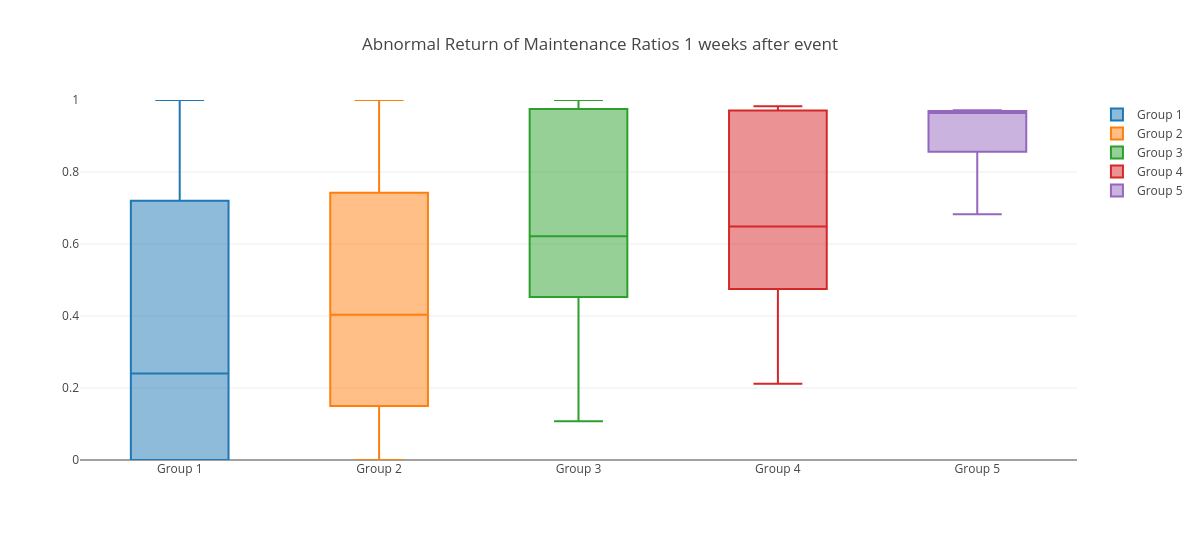 Abnormal Return of Maintenance Ratios 1 weeks after event
1
0.8
0.6
0.4
0.2
0
Group 1
Group 2
Group 3
Group 4
Group 5
Group 1
Group 2
Group 3
Group 4
Group 5